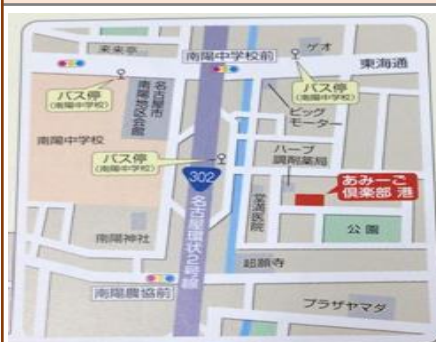 来来亭
南陽中学校前
ゲオ
東海通
バス停
(南陽中学校)
名古屋市
南陽地区会館
バス停
(南陽中学校)
ビッグ
モーター
南陽中学校
バス停
(南陽中学校)
ハーブ
調剤薬局
302
名古屋環状2号線
あみーご
倶楽部 港
堂満医院
公園
南陽神社
超願寺
南陽農協前
プラザヤマダ